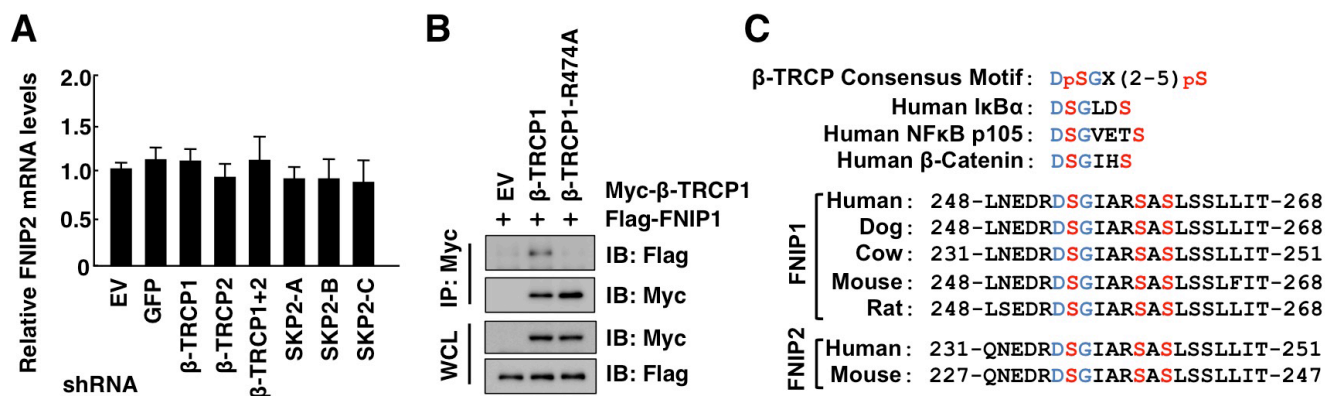 A
Relative FNIP2 mRNA levels
2.0
1.5
1.0
0.5
0
EV
GFP
β-TRCP1
β-TRCP2
β-TRCP1+2
SKP2-A
SKP2-B
SKP2-C
shRNA
B
EV
β-TRCP1
β-TRCP1-R474A
Myc-β-TRCP1
+ + + Flag-FNIP1
IP: Myc
IB: Flag
IB: Myc
WCL
IB: Myc
IB: Flag
C
β-TRCP Consensus Motif: DpSGX(2-5)pS
Human IκBα: DSGLDS
Human NFκB p105: DSGVETS
Human β-Catenin: DSGIHS
FNIP1
Human: 248-LNEDRDSGIARSASLSSLLIT-268
Dog: 248-LNEDRDSGIARSASLSSLLIT-268
Cow: 231-LNEDRDSGIARSASLSSLLIT-251
Mouse: 248-LNEDRDSGIARSASLSSLFIT-268
Rat: 248-LSEDRDSGIARSASLSSLLIT-268
FNIP2
Human: 231-QNEDRDSGIARSASLSSLLIT-251
Mouse: 227-QNEDRDSGIARSASLSSLLIT-247